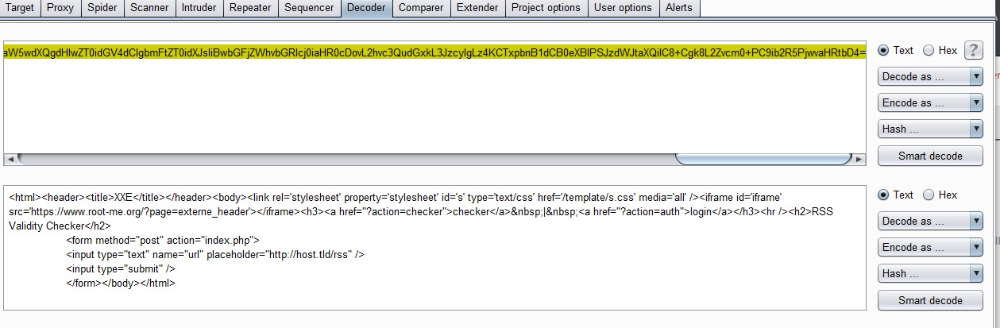 Target Proxy Spider Scanner Intruder Repeater Sequencer Decoder Comparer Extender Project options User options Alerts
aW5wdXQgdHlwZT0idGV4dCIgbmFtZT0idXJsIiBwbGFjZWhvbGRlcj0iaHR0cDovL2hvc3QudGxkL3JzcyIgLz4KCTxpbnB1dCB0eXBlPSJzdWJtaXQiIC8+Cgk8L2Zvcm0+PC9ib2R5PjwvaHRtbD4=
Text Hex ?
Decode as ...
Encode as ...
Hash ...
Smart decode
<html><header><title>XXE</title></header><body><link rel='stylesheet' property='stylesheet' id='s' type='text/css' href='/template/s.css' media='all' /><iframe id='iframe'
src='https://www.root-me.org/?page=externe_header'></iframe><h3><a href="?action=checker">checker</a>&nbsp;|&nbsp;<a href="?action=auth">login</a></h3><hr /><h2>RSS
Validity Checker</h2>
<form method="post" action="index.php">
<input type="text" name="url" placeholder="http://host.tld/rss" />
<input type="submit" />
</form></body></html>
Text Hex
Decode as ...
Encode as ...
Hash ...
Smart decode